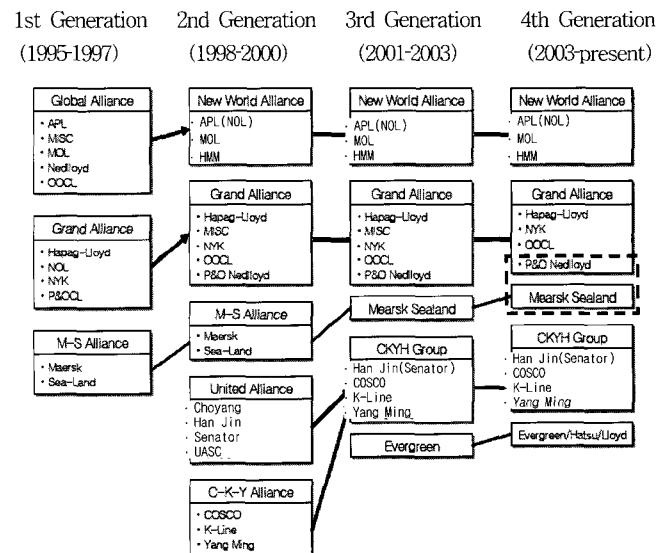 1st Generation
(1995-1997)
Global Alliance
· APL
· MISC
· MOL
· Nedlloyd
· OOCL
Grand Alliance
· Hapag-Lloyd
· NOL
· NYK
· P&OCL
M-S Alliance
· Maersk
· Sea-Land
2nd Generation
(1998-2000)
New World Alliance
· APL(NOL)
· MOL
· HMM
Grand Alliance
· Hapag-Lloyd
· MISC
· NYK
· OOCL
· P&O Nedlloyd
M-S Alliance
· Maersk
· Sea-Land
United Alliance
· Choyang
· Han Jin
· Senator
· UASC
C-K-Y Alliance
· COSCO
· K-Line
· Yang Ming
3rd Generation
(2001-2003)
New World Alliance
· APL(NOL)
· MOL
· HMM
Grand Alliance
· Hapag-Lloyd
· MISC
· NYK
· OOCL
· P&O Nedlloyd
Mearsk Sealand
CKYH Group
· Han Jin(Senator)
· COSCO
· K-Line
· Yang Ming
Evergreen
4th Generation
(2003-present)
New World Alliance
· APL(NOL)
· MOL
· HMM
Grand Alliance
· Hapag-Lloyd
· NYK
· OOCL
· P&O Nedlloyd
Mearsk Sealand
CKYH Group
· Han Jin(Senator)
· COSCO
· K-Line
· Yang Ming
Evergreen/Hatsu/Lloyd